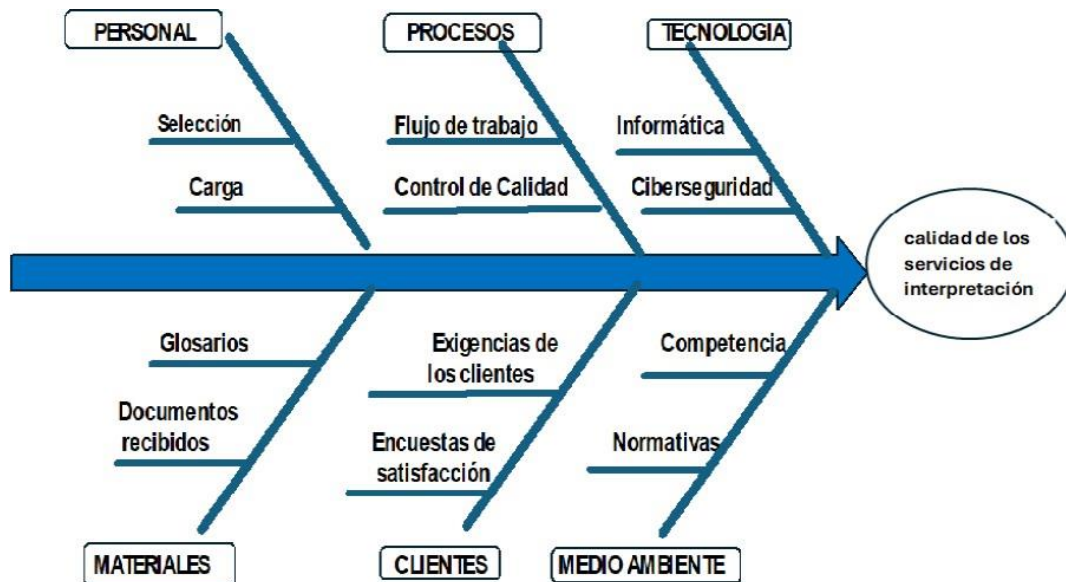 PERSONAL
PROCESOS
TECNOLOGIA
Selección
Flujo de trabajo
Informática
Carga
Control de Calidad
Ciberseguridad
calidad de los
servicios de
interpretación
Glosarios
Exigencias de
los clientes
Competencia
Documentos
recibidos
Encuestas de
satisfacción
Normativas
MATERIALES
CLIENTES
MEDIO AMBIENTE